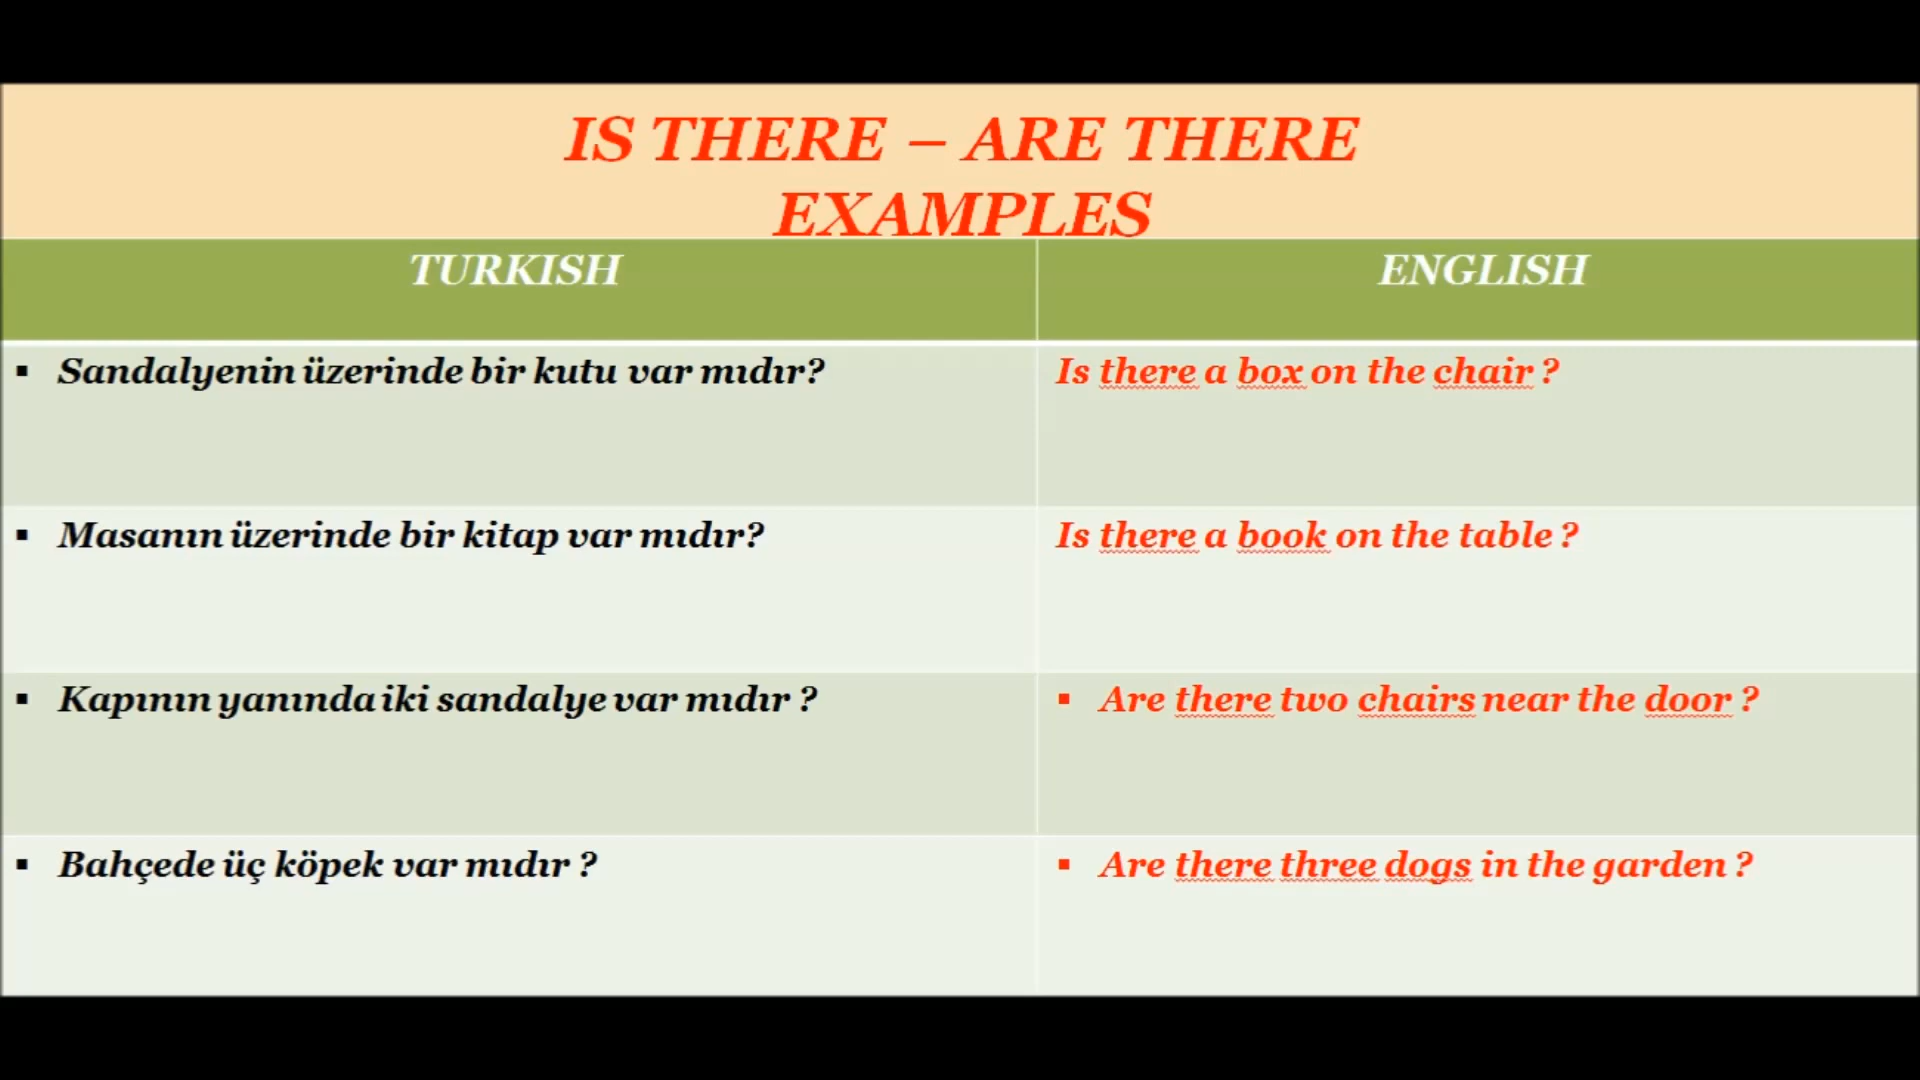 IS THERE – ARE THERE
EXAMPLES
TURKISH
ENGLISH
▪ Sandalyenin üzerinde bir kutu var mıdır?
Is there a box on the chair ?
▪ Masanın üzerinde bir kitap var mıdır?
Is there a book on the table ?
▪ Kapının yanında iki sandalye var mıdır ?
▪ Are there two chairs near the door ?
▪ Bahçede üç köpek var mıdır ?
▪ Are there three dogs in the garden ?